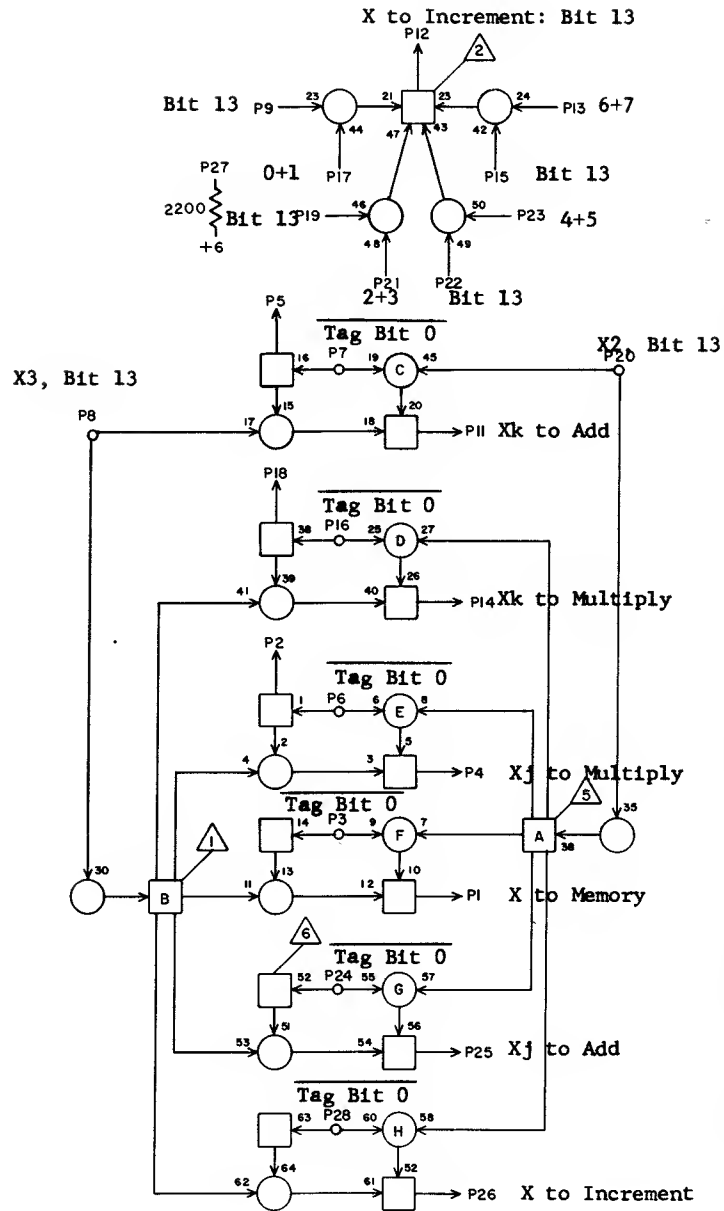 X to Increment: Bit 13
P12
2
Bit 13 P9 23 21 23 24 P13 6+7
44 47 43 42
P27 0+1 P17 P15 Bit 13
2200 Bit 13 P19 46 50 P23 4+5
+6 48 49
P21 P22
2+3 Bit 13
P5 Tag Bit 0 X2, Bit 13
16 P7 19 C 45 P20
X3, Bit 13
P8 17 15 18 20 P11 Xk to Add
P18 Tag Bit 0
38 P16 25 D 27
39 26
41 40 P14 Xk to Multiply
P2 Tag Bit 0
1 P6 6 E 8
2 5
4 3 P4 Xj to Multiply
Tag Bit 0 5
14 P3 9 F 7 A 38 35
1 13 10
30 B 11 12 P1 X to Memory
6 Tag Bit 0
52 P24 55 G 57
51 56
53 54 P25 Xj to Add
Tag Bit 0
63 P28 60 H 58
64 52
62 61 P26 X to Increment